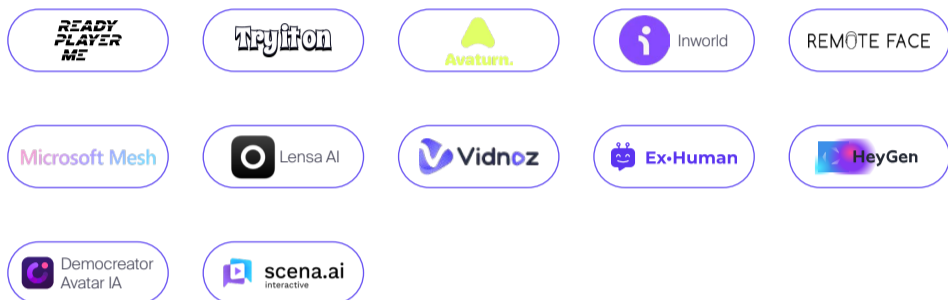 READY
PLAYER
ME
Tryiton
Avaturn.
Inworld
REMOTE FACE
Microsoft Mesh
Lensa AI
Vidnoz
Ex•Human
HeyGen
Democreator
Avatar IA
scena.ai
interactive